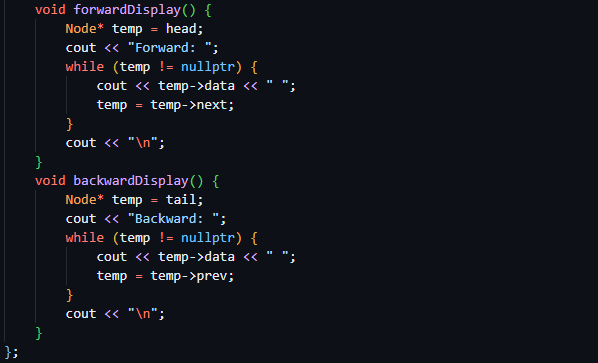 void forwardDisplay() {
Node* temp = head;
cout << "Forward: ";
while (temp != nullptr) {
cout << temp->data << " ";
temp = temp->next;
}
cout << "\n";
}
void backwardDisplay() {
Node* temp = tail;
cout << "Backward: ";
while (temp != nullptr) {
cout << temp->data << " ";
temp = temp->prev;
}
cout << "\n";
}
};